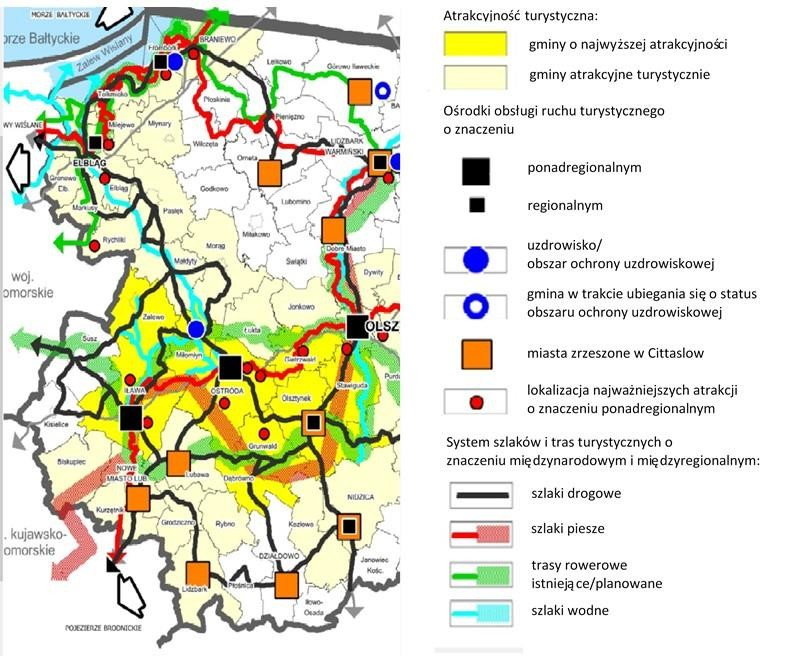 MORZE BAŁTYCKIE
orze Bałtyckie
Zalew Wiślany
Frombork
BRANIEWO
Lelkowo
Górowo Iławeckie
BA
Tolkmicko
Płoskinia
Pieniężno
WY WIŚLANE
Milejewo
Młynary
Wilczęta
LIDZBARK
WARMIŃSKI
Orneta
ELBLĄG
Gronowo
Elb.
Elbląg
Godkowo
Lubomino
Markusy
Pasłęk
Miłakowo
Dobre Miasto
Rychliki
Morąg
Świątki
Dywity
Małdyty
woj.
omorskie
Jonkowo
Zalewo
Łukta
OLSZ
Susz
Miłomłyn
Gietrzwałd
Purd
Stawiguda
IŁAWA
OSTRÓDA
Olsztynek
Kisielice
Grunwald
Biskupiec
NOWE
MIASTO LUB.
Lubawa
Dąbrówno
NIDZICA
Kurzętnik
. kujawsko-
omorskie
Grodziczno
Rybno
Kozłowo
DZIAŁDOWO
Janowiec
Kośc.
Lidzbark
Płośnica
Iłowo-
Osada
POJEZIERZE BRODNICKIE
Atrakcyjność turystyczna:
gminy o najwyższej atrakcyjności
gminy atrakcyjne turystycznie
Ośrodki obsługi ruchu turystycznego
o znaczeniu
ponadregionalnym
regionalnym
uzdrowisko/
obszar ochrony uzdrowiskowej
gmina w trakcie ubiegania się o status
obszaru ochrony uzdrowiskowej
miasta zrzeszone w Cittaslow
lokalizacja najważniejszych atrakcji
o znaczeniu ponadregionalnym
System szlaków i tras turystycznych o
znaczeniu międzynarodowym i międzyregionalnym:
szlaki drogowe
szlaki piesze
trasy rowerowe
istniejące/planowane
szlaki wodne